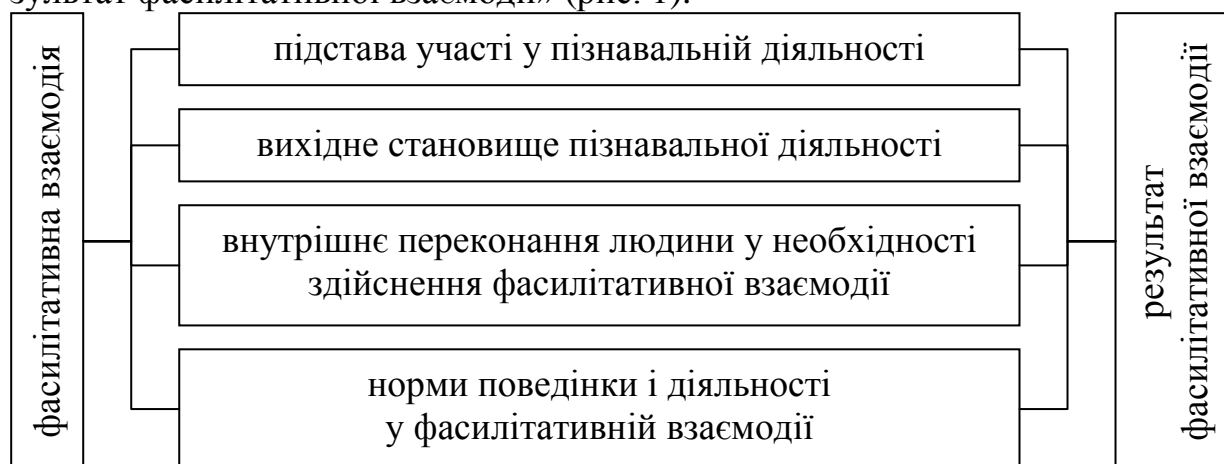 зультат фасилітативної взаємодії» (рис. 1).
фасилітативна взаємодія
підстава участі у пізнавальній діяльності
вихідне становище пізнавальної діяльності
внутрішнє переконання людини у необхідності
здійснення фасилітативної взаємодії
норми поведінки і діяльності
у фасилітативній взаємодії
результат
фасилітативної взаємодії